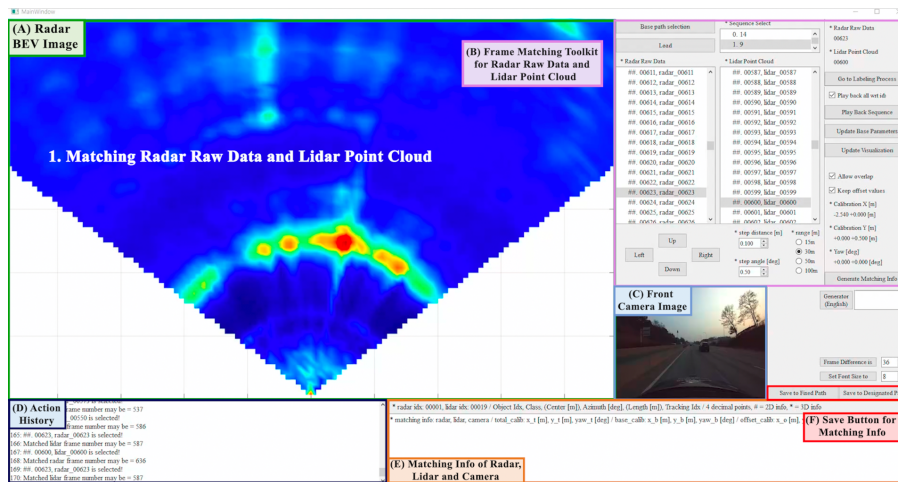 MainWindow
(A) Radar
BEV Image
(B) Frame Matching Toolkit
for Radar Raw Data and
Lidar Point Cloud
1. Matching Radar Raw Data and Lidar Point Cloud
Base path selection
Load
* Sequence Select
0. 14
1. 9
* Radar Raw Data
##. 00611, radar_00611
##. 00612, radar_00612
##. 00613, radar_00613
##. 00614, radar_00614
##. 00615, radar_00615
##. 00616, radar_00616
##. 00617, radar_00617
##. 00618, radar_00618
##. 00619, radar_00619
##. 00620, radar_00620
##. 00621, radar_00621
##. 00622, radar_00622
##. 00623, radar_00623
##. 00624, radar_00624
##. 00625, radar_00625
* Lidar Point Cloud
##. 00587, lidar_00587
##. 00588, lidar_00588
##. 00589, lidar_00589
##. 00590, lidar_00590
##. 00591, lidar_00591
##. 00592, lidar_00592
##. 00593, lidar_00593
##. 00594, lidar_00594
##. 00595, lidar_00595
##. 00596, lidar_00596
##. 00597, lidar_00597
##. 00598, lidar_00598
##. 00599, lidar_00599
##. 00600, lidar_00600
##. 00601, lidar_00601
* Radar Raw Data
00623
* Lidar Point Cloud
00600
Go to Labeling Process
Play back all wrt idx
Play Back Sequence
Update Base Parameters
Update Visualization
Allow overlap
Keep offset values
* Calibration X [m]
-2.540 +0.000 [m]
* Calibration Y [m]
+0.000 +0.300 [m]
* Yaw [deg]
+0.000 +0.000 [deg]
Generate Matching Info
Up
Left
Right
Down
* step distance [m]
0.100
* step angle [deg]
0.50
* range [m]
15m
30m
50m
100m
(C) Front
Camera Image
Generater
(English)
Frame Difference is
36
Set Font Size to
8
Save to Fixed Path
Save to Designated P
(D) Action
History
is selected!
frame number may be = 537
00550 is selected!
frame number may be = 586
165: ##. 00623, radar_00623 is selected!
166: Matched lidar frame number may be = 587
167: ##. 00600, lidar_00600 is selected!
168: Matched radar frame number may be = 636
169: ##. 00623, radar_00623 is selected!
170: Matched lidar frame number may be = 587
* radar idx: 00001, lidar idx: 00019 / Object Idx, Class, (Center [m]), Azimuth [deg], (Length [m]), Tracking Idx / 4 decimal points, # = 2D info, * = 3D info
* matching info: radar, lidar, camera / total_calib: x_t [m], y_t [m], yaw_t [deg] / base_calib: x_b [m], y_b [m], yaw_b [deg] / offset_calib: x_o [m],
(E) Matching Info of Radar,
Lidar and Camera
(F) Save Button for
Matching Info